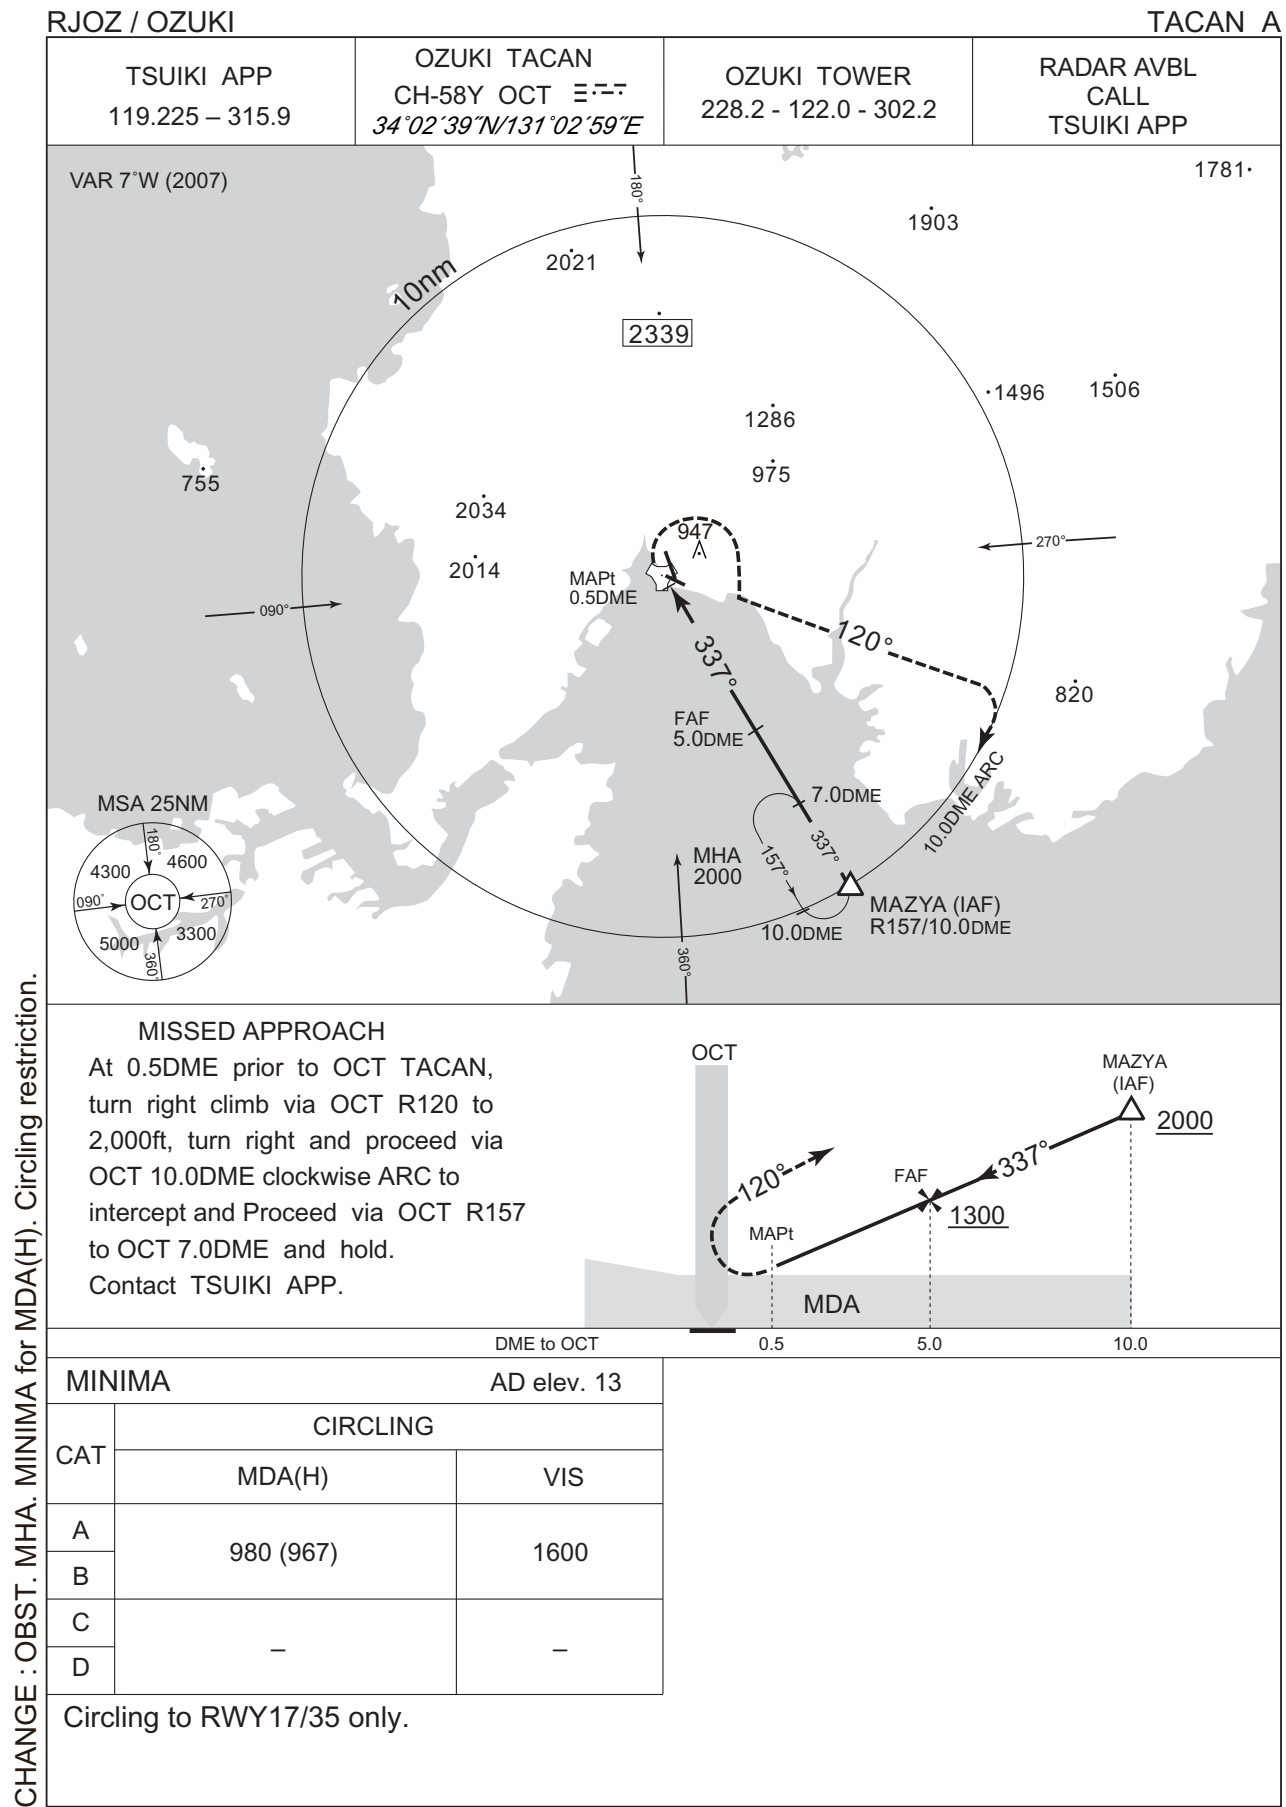 RJOZ / OZUKI
TACAN A
TSUIKI APP
119.225 – 315.9
OZUKI TACAN
CH-58Y OCT
34˚02´39˝N/131˚02´59˝E
OZUKI TOWER
228.2 - 122.0 - 302.2
RADAR AVBL
CALL
TSUIKI APP
VAR 7˚W (2007)
180°
1781
1903
2021
10nm
2339
1496
1506
1286
975
755
2034
947
270°
2014
MAPt
0.5DME
090°
120°
337°
820
FAF
5.0DME
7.0DME
10.0DME ARC
MSA 25NM
180°
4300
4600
090°
OCT
270°
5000
3300
360°
337°
157°
MHA
2000
MAZYA (IAF)
R157/10.0DME
10.0DME
360°
MISSED APPROACH
At 0.5DME prior to OCT TACAN,
turn right climb via OCT R120 to
2,000ft, turn right and proceed via
OCT 10.0DME clockwise ARC to
intercept and Proceed via OCT R157
to OCT 7.0DME and hold.
Contact TSUIKI APP.
OCT
MAZYA
(IAF)
2000
337°
FAF
120°
1300
MAPt
MDA
DME to OCT
0.5
5.0
10.0
MINIMA
AD elev. 13
CAT
CIRCLING
MDA(H)
VIS
A
980 (967)
1600
B
C
–
–
D
Circling to RWY17/35 only.
CHANGE : OBST. MHA. MINIMA for MDA(H). Circling restriction.